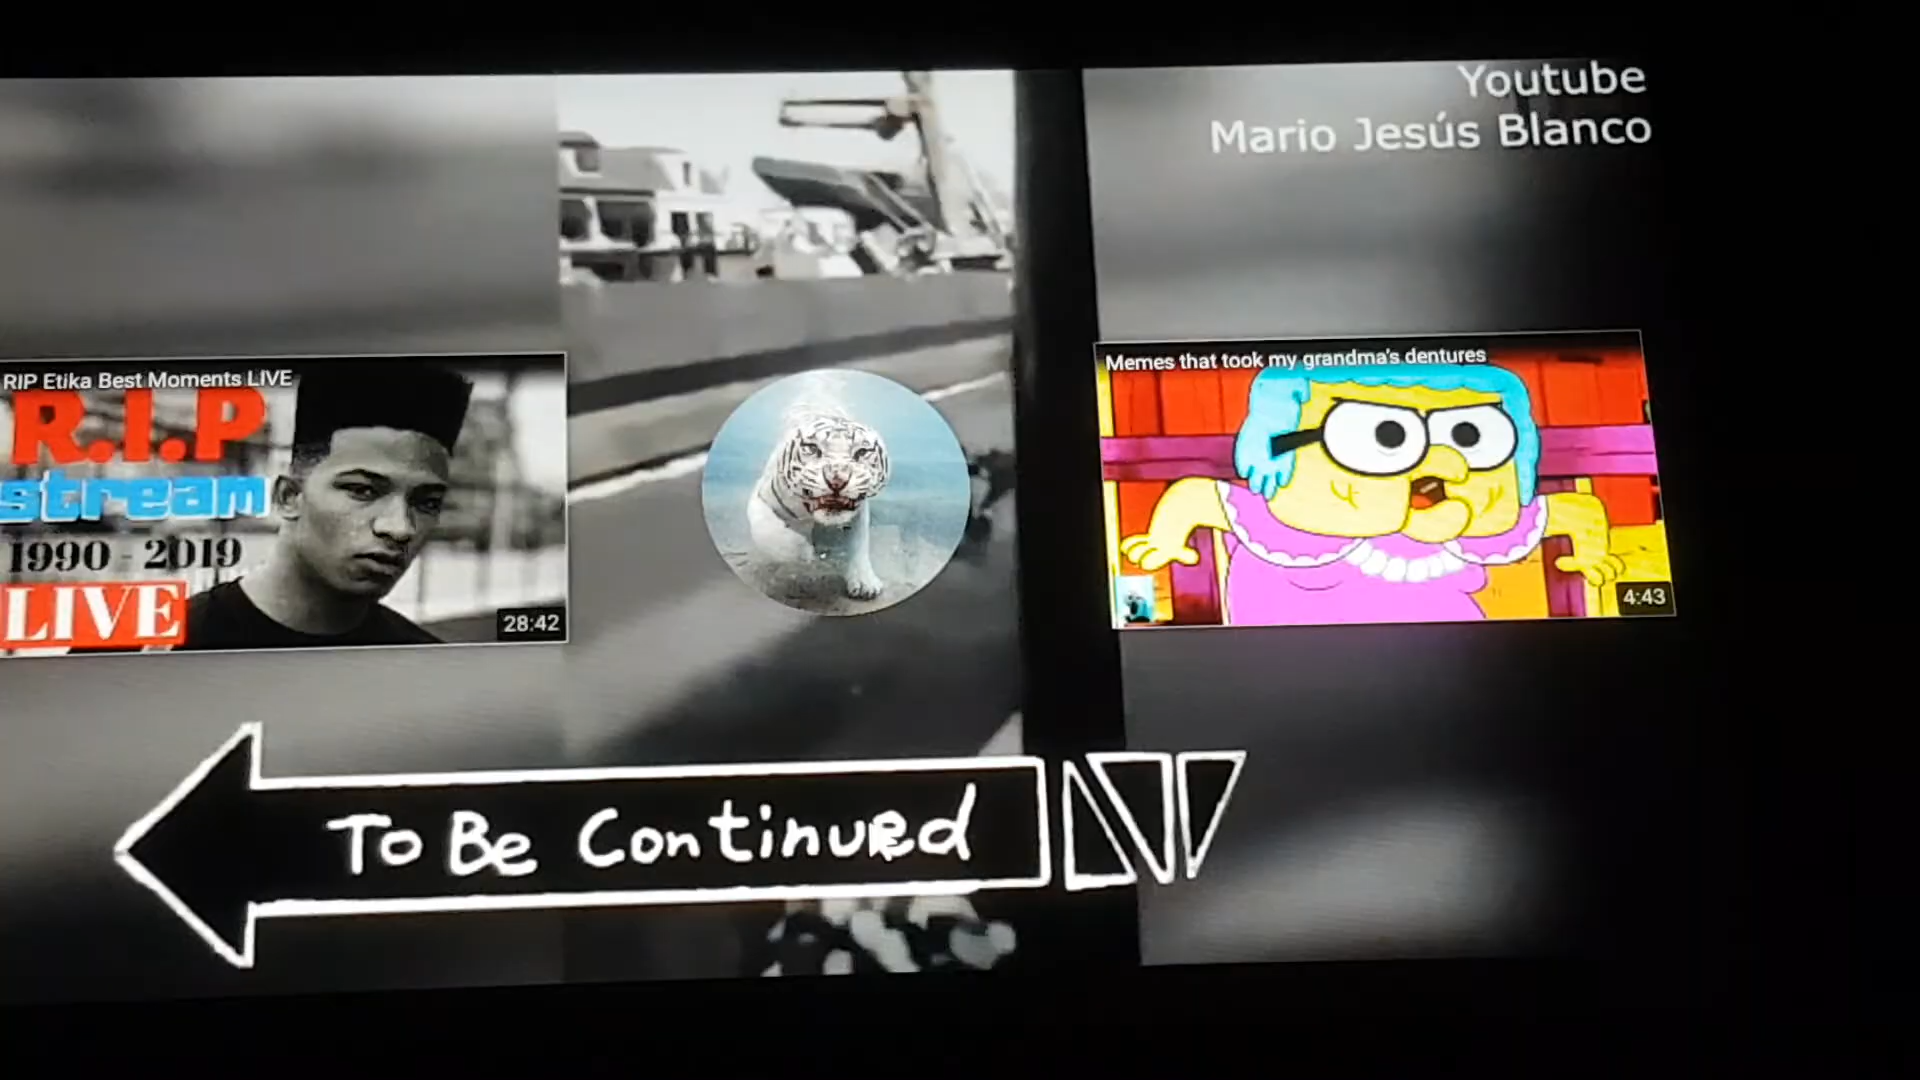 Youtube
Mario Jesús Blanco
RIP Etika Best Moments LIVE
R.I.P
stream
1990 - 2019
LIVE
28:42
Memes that took my grandma's dentures
4:43
To Be Continued